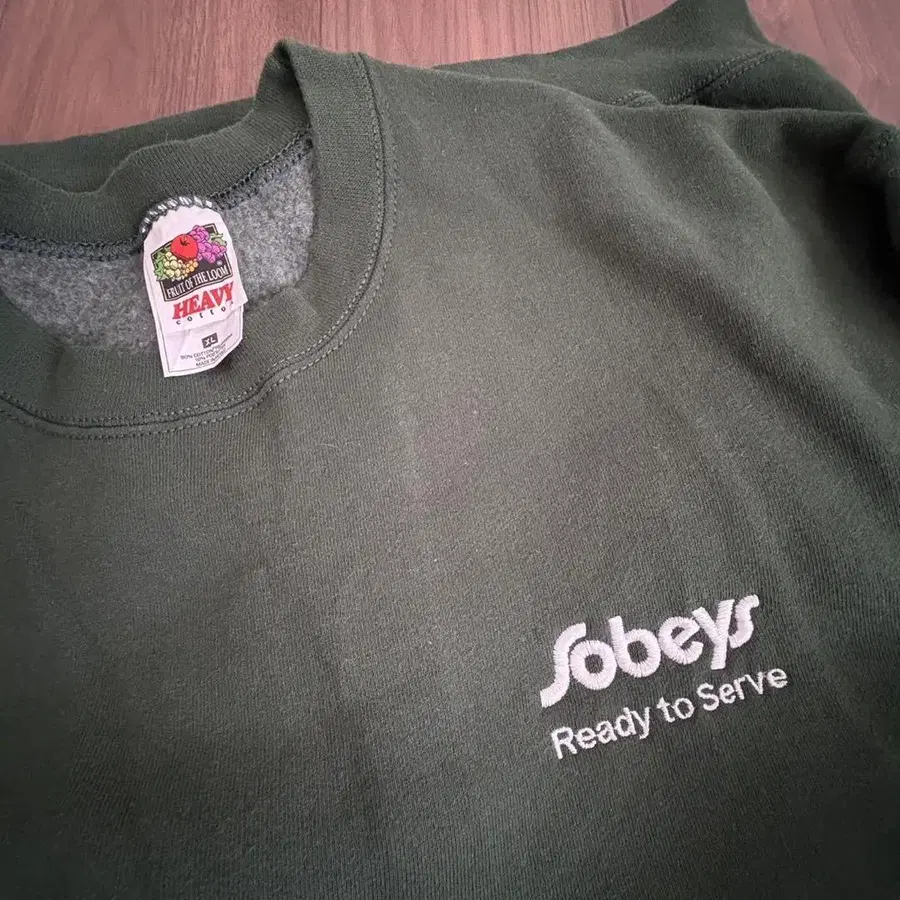 FRUIT OF THE LOOM
HEAVY
cotton
XL
Sobeys
Ready to Serve